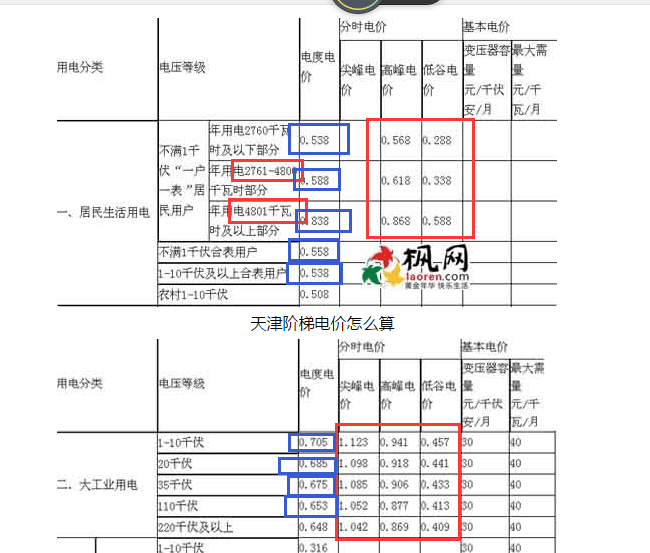 分时电价 基本电价
用电分类 电压等级 电度电价 尖峰电价 高峰电价 低谷电价 变压器容量元/千伏安/月 最大需量元/千瓦/月
一、居民生活用电
不满1千伏“一户一表”居民用户
年用电2760千瓦时及以下部分 0.538 0.568 0.288
年用电2761-4800千瓦时部分 0.588 0.618 0.338
年用电4801千瓦时及以上部分 0.838 0.868 0.588
不满1千伏合表用户 0.558
1-10千伏及以上合表用户 0.538
农村1-10千伏 0.508
枫网
laoren.com
黄金年华 快乐生活
天津阶梯电价怎么算
分时电价 基本电价
用电分类 电压等级 电度电价 尖峰电价 高峰电价 低谷电价 变压器容量元/千伏安/月 最大需量元/千瓦/月
二、大工业用电
1-10千伏 0.705 1.123 0.941 0.457 30 40
20千伏 0.685 1.098 0.918 0.441 30 40
35千伏 0.675 1.085 0.906 0.433 30 40
110千伏 0.653 1.052 0.877 0.413 30 40
220千伏及以上 0.648 1.042 0.869 0.409 30 40
1-10千伏 0.316 30 40